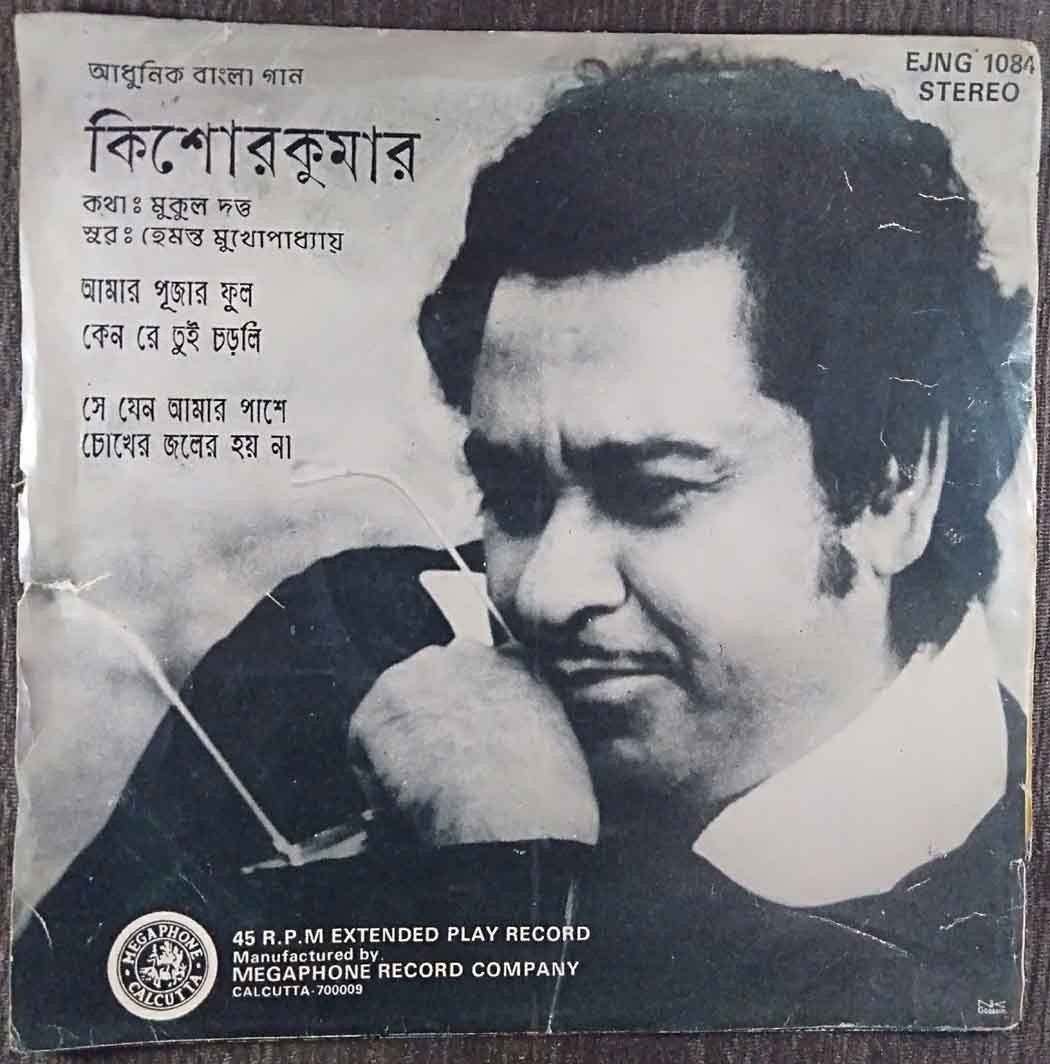 আধুনিক বাংলা গান
কিশোরকুমার
কথাঃ মুকুল দত্ত
সুরঃ হেমন্ত মুখোপাধ্যায়
আমার পূজার ফুল
কেন রে তুই চড়লি
সে যেন আমার পাশে
চোখের জলের হয় না
EJNG 1084
STEREO
MEGAPHONE
CALCUTTA
45 R.P.M EXTENDED PLAY RECORD
Manufactured by.
MEGAPHONE RECORD COMPANY
CALCUTTA-700009